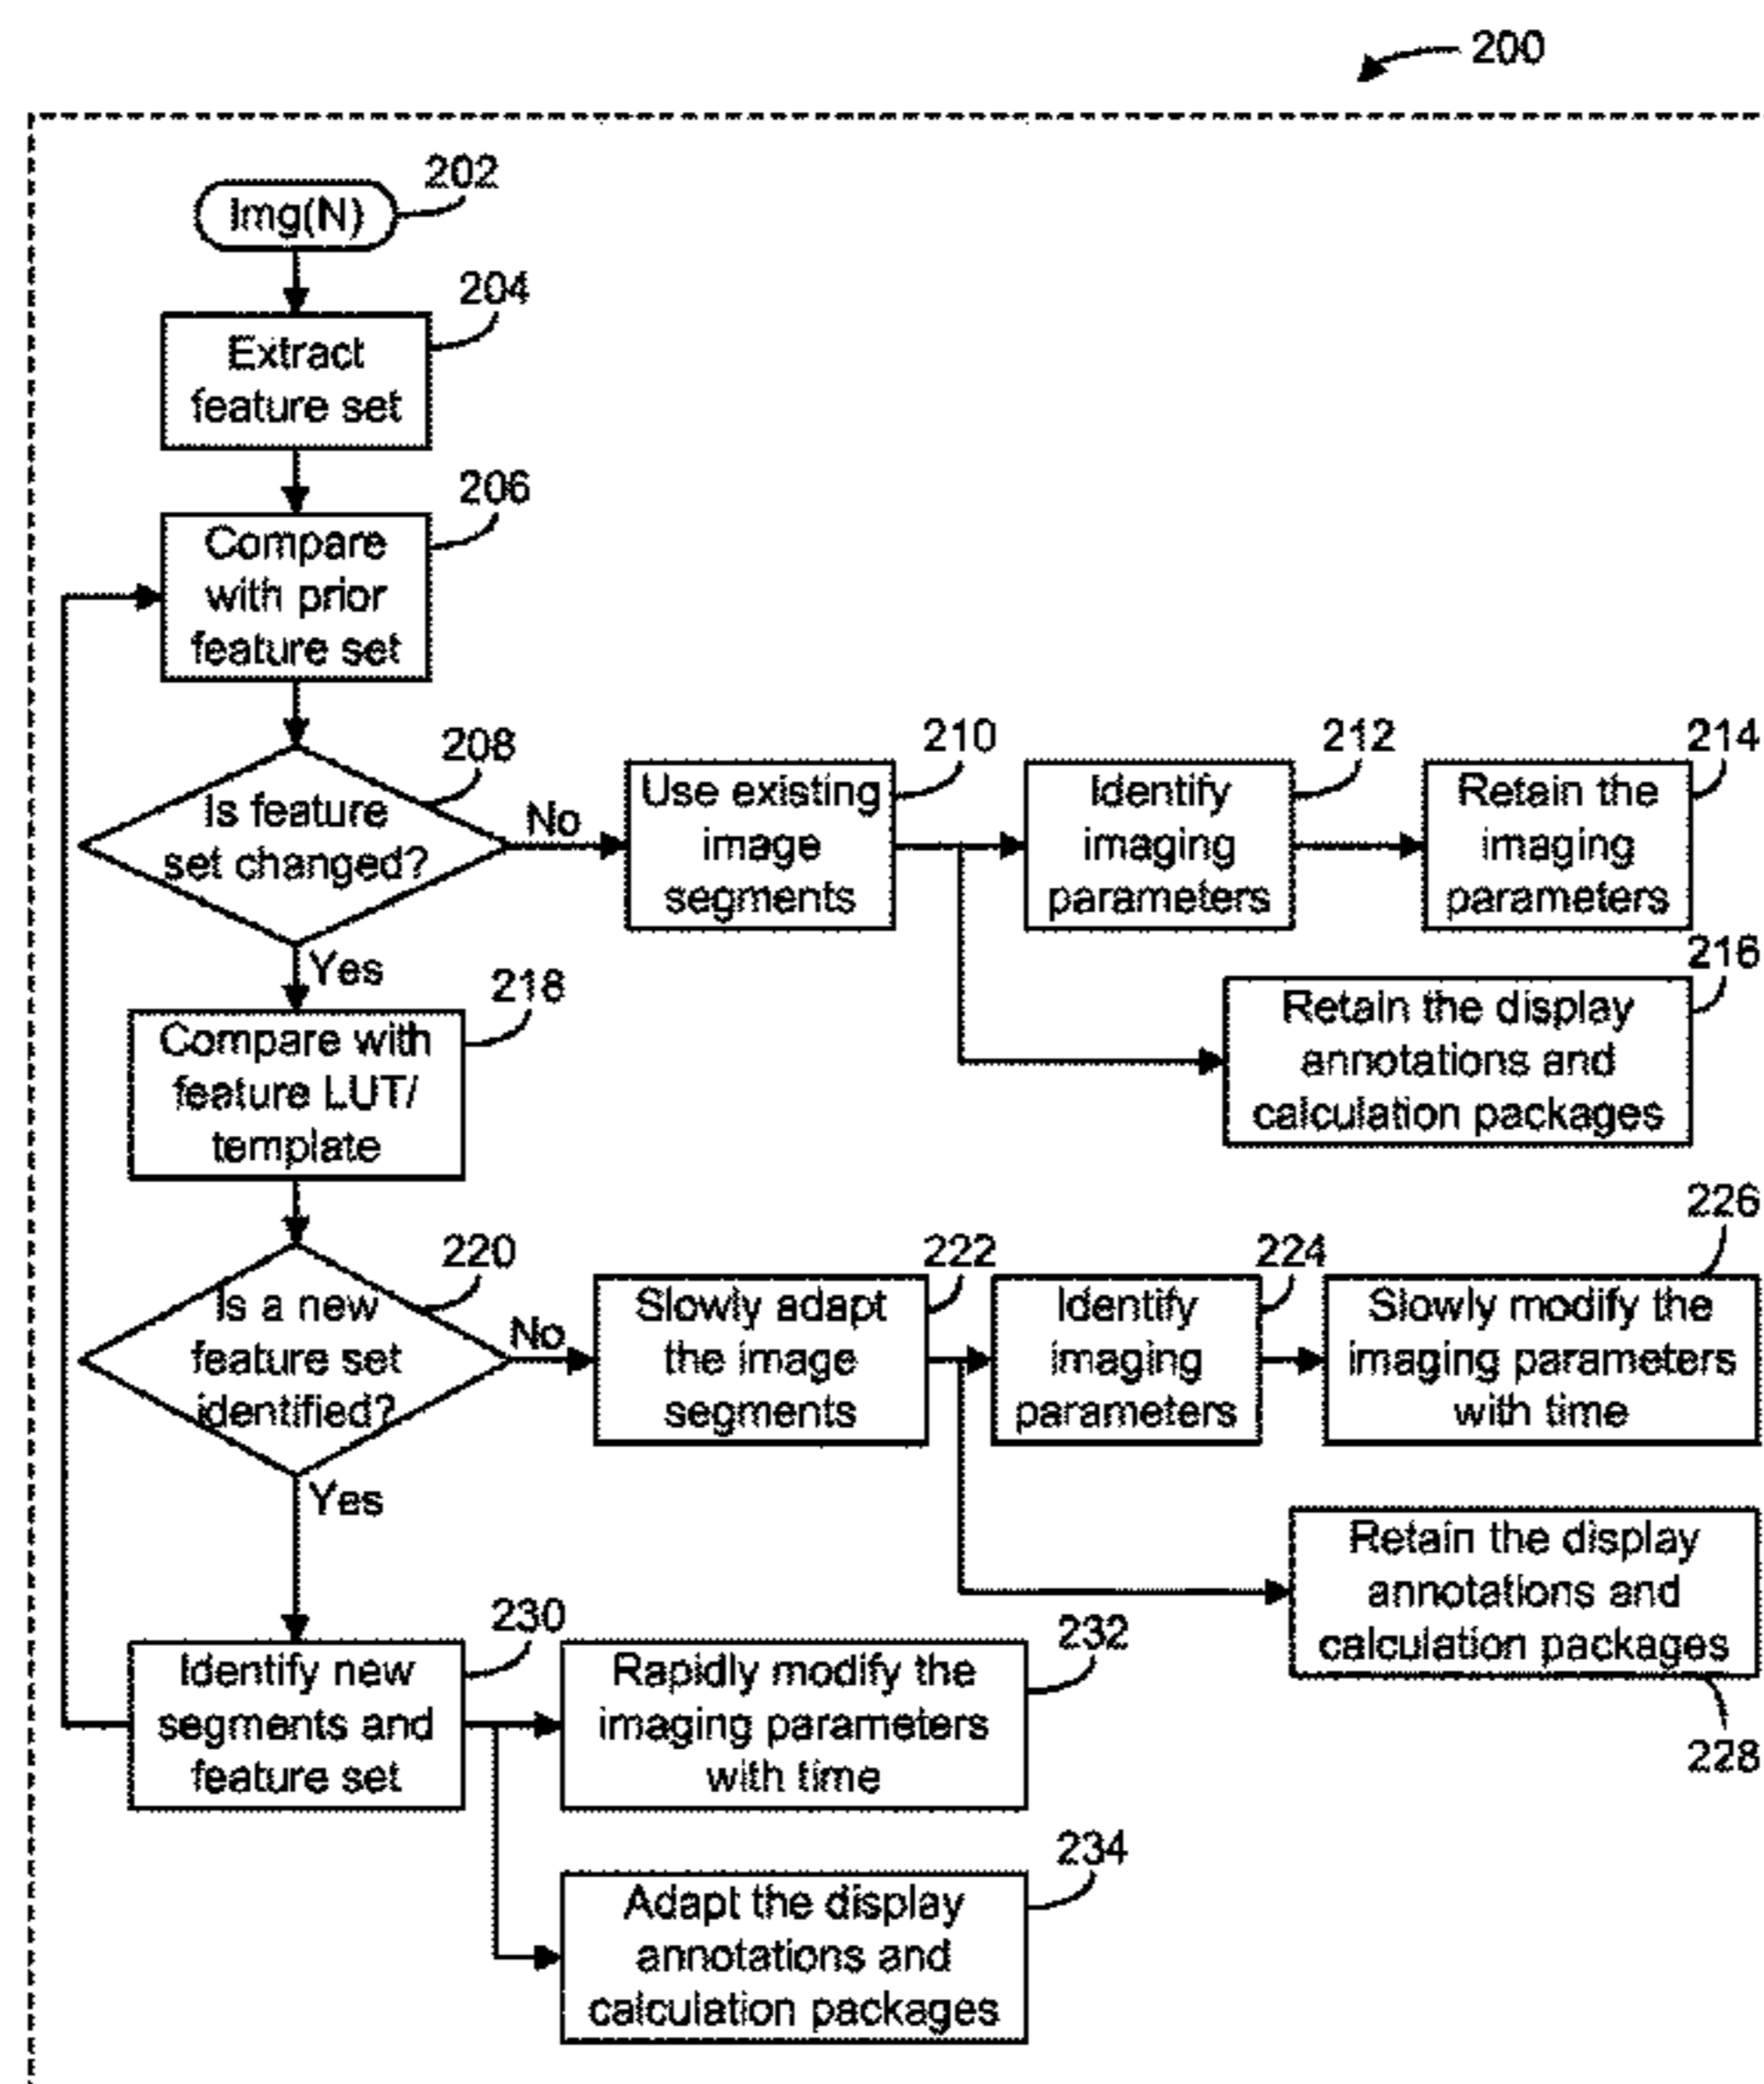 200
202
Img(N)
204
Extract
feature set
206
Compare
with prior
feature set
208
Is feature
set changed?
No
Yes
210
Use existing
image
segments
212
Identify
imaging
parameters
214
Retain the
imaging
parameters
216
Retain the display
annotations and
calculation packages
218
Compare with
feature LUT/
template
220
Is a new
feature set
identified?
No
Yes
222
Slowly adapt
the image
segments
224
Identify
imaging
parameters
226
Slowly modify the
imaging parameters
with time
Retain the display
annotations and
calculation packages
228
230
Identify new
segments and
feature set
232
Rapidly modify the
imaging parameters
with time
234
Adapt the display
annotations and
calculation packages